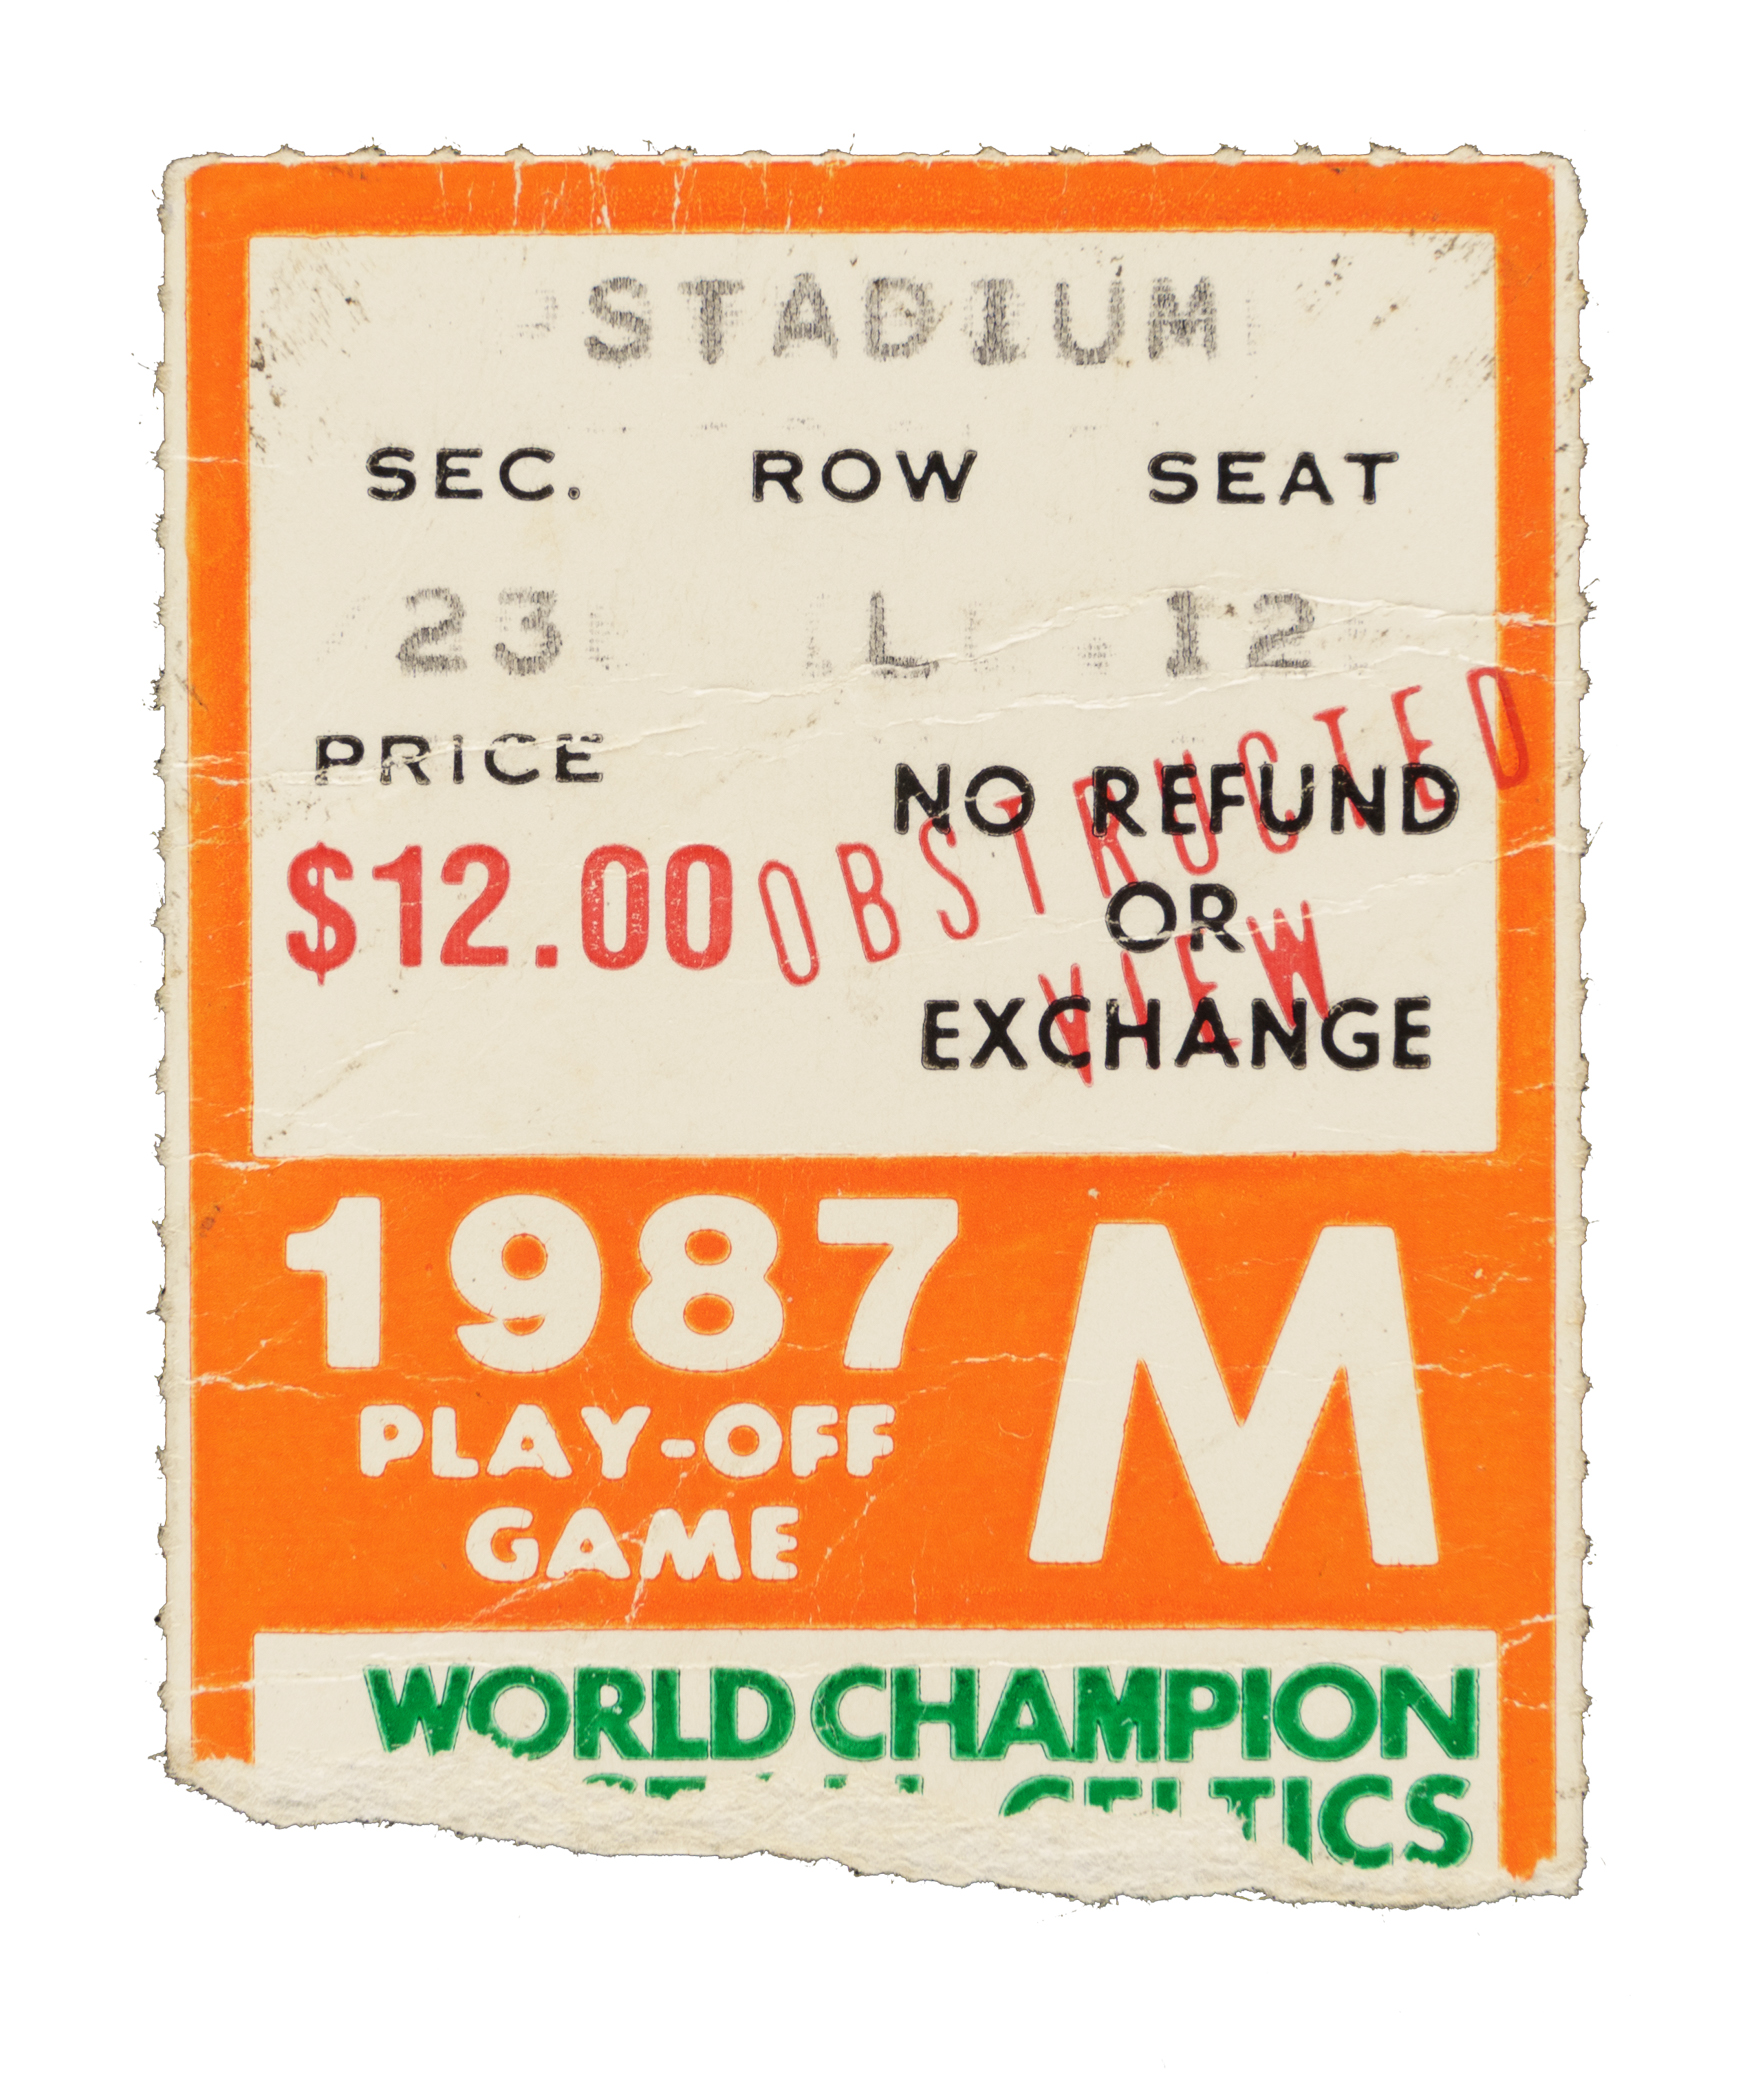 STADIUM
SEC. ROW SEAT
23 L 12
PRICE
NO REFUND
OR
EXCHANGE
$12.00
OBSTRUCTED
VIEW
1987
PLAY-OFF
GAME
M
WORLD CHAMPION
CELTICS